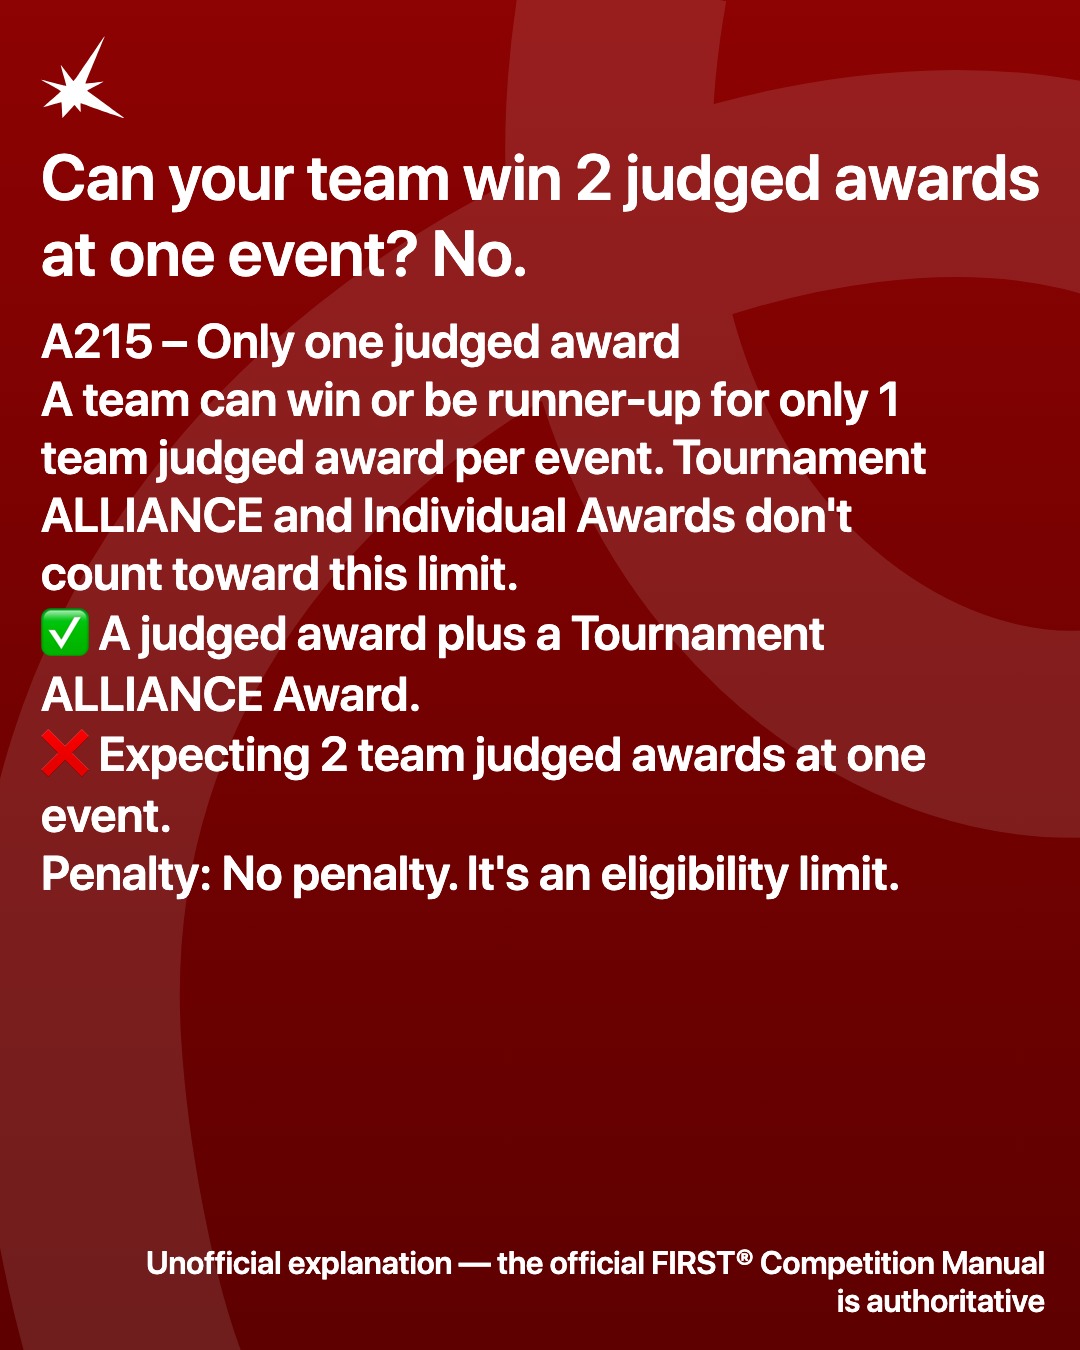 Can your team win 2 judged awards
at one event? No.
A215 – Only one judged award
A team can win or be runner-up for only 1
team judged award per event. Tournament
ALLIANCE and Individual Awards don't
count toward this limit.
✅ A judged award plus a Tournament
ALLIANCE Award.
❌ Expecting 2 team judged awards at one
event.
Penalty: No penalty. It's an eligibility limit.
Unofficial explanation — the official FIRST® Competition Manual
is authoritative